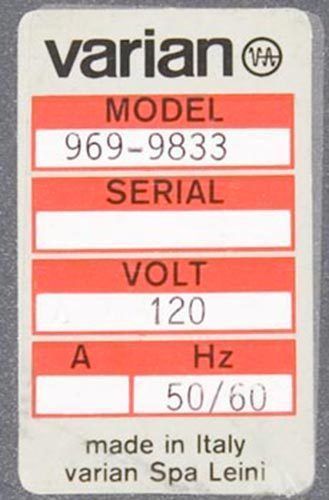 varian
MODEL
969-9833
SERIAL
VOLT
120
A Hz
50/60
made in Italy
varian Spa Leini